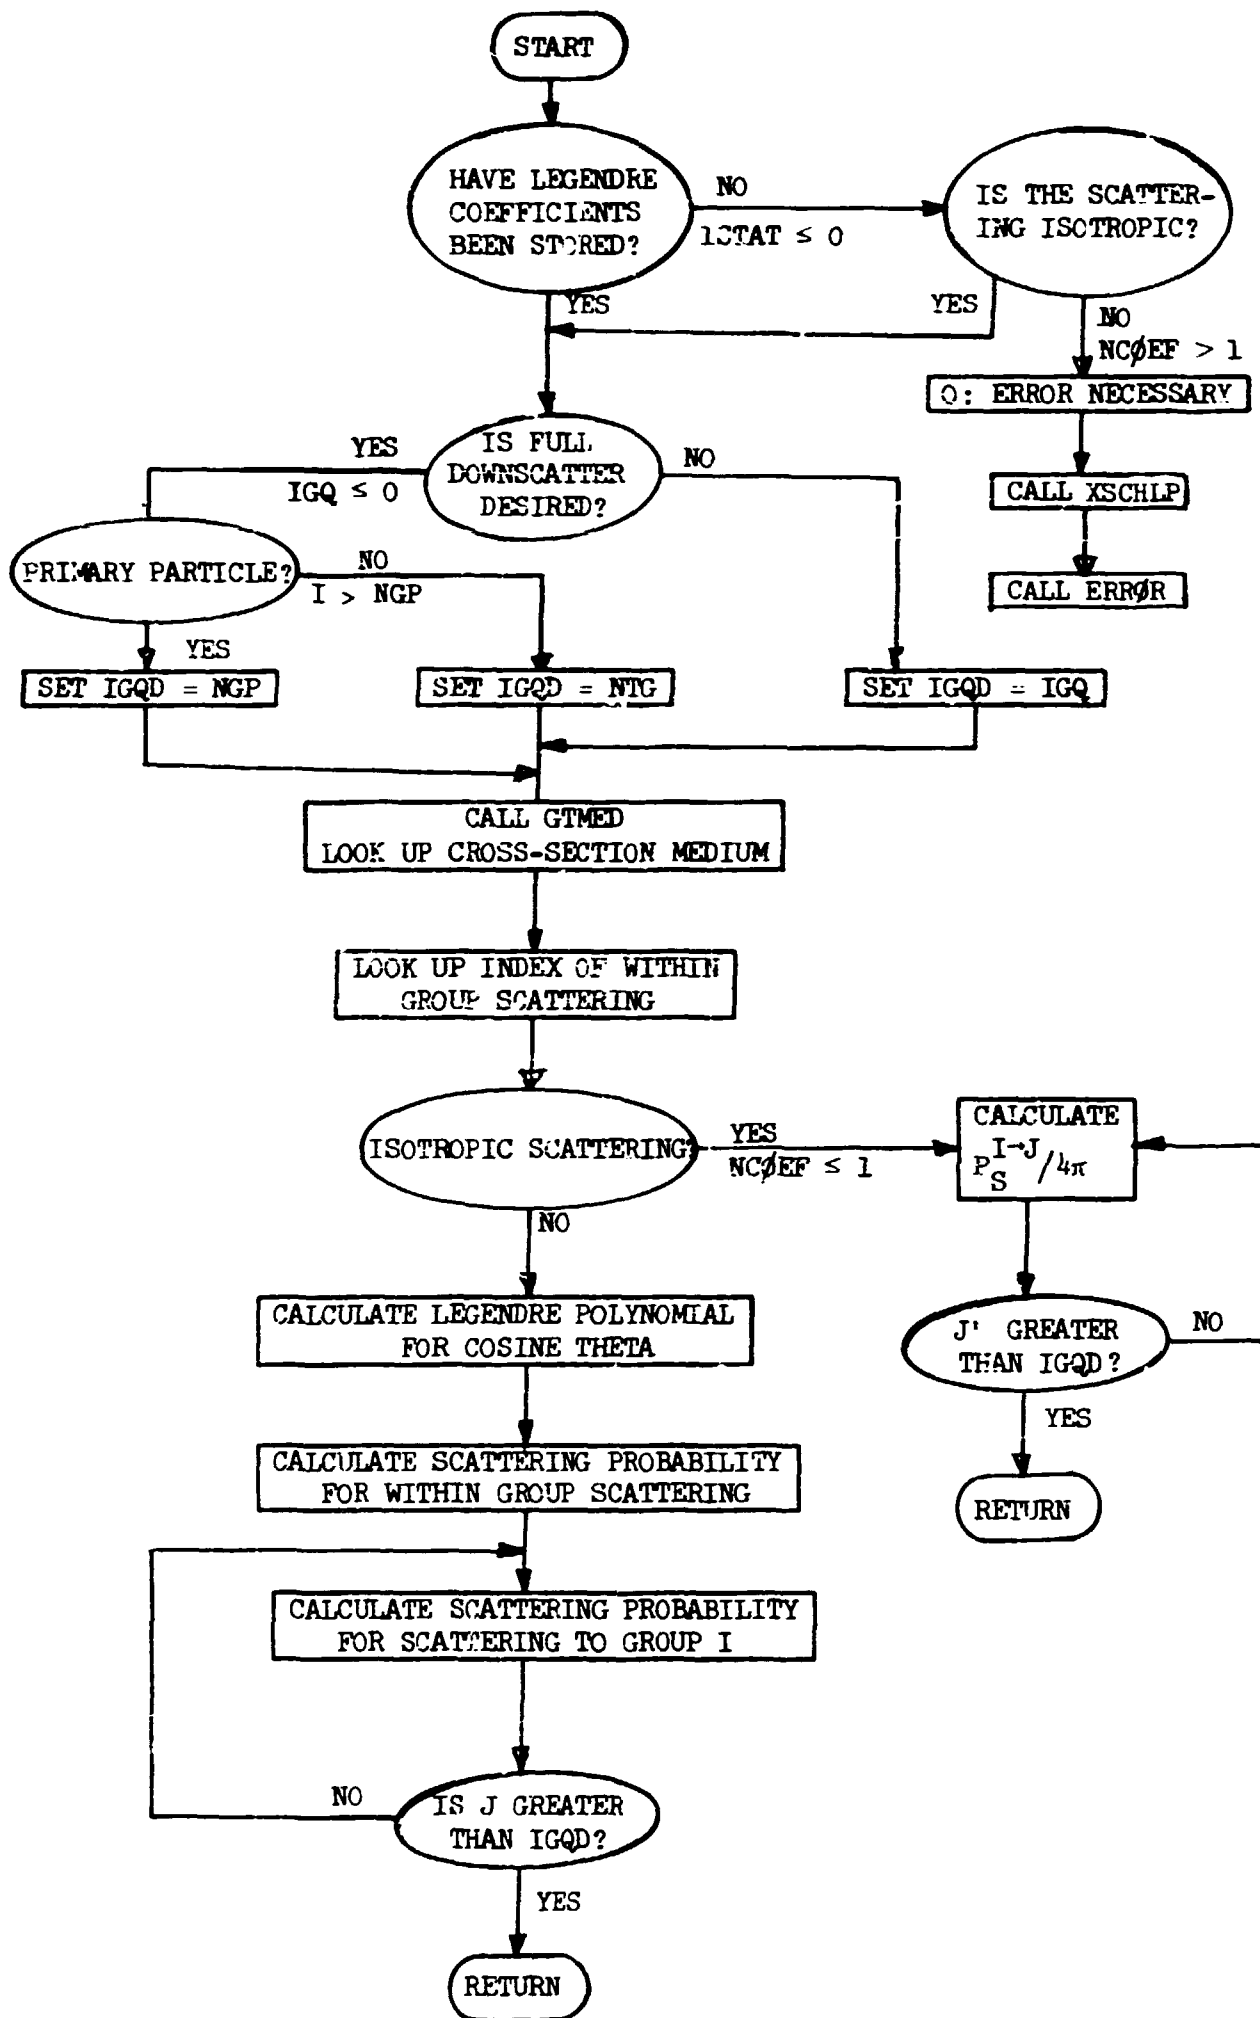 START
HAVE LEGENDRE
COEFFICIENTS
BEEN STORED?
NO
ISTAT ≤ 0
IS THE SCATTER-
ING ISOTROPIC?
YES
YES
NO
NCØEF > 1
O: ERROR NECESSARY
CALL XSCHLP
CALL ERRØR
IS FULL
DOWNSCATTER
DESIRED?
YES
IGQ ≤ 0
NO
PRIMARY PARTICLE?
NO
I > NGP
YES
SET IGQD = NGP
SET IGQD = NTG
SET IGQD = IGQ
CALL GTMED
LOOK UP CROSS-SECTION MEDIUM
LOOK UP INDEX OF WITHIN
GROUP SCATTERING
ISOTROPIC SCATTERING?
YES
NCØEF ≤ 1
CALCULATE
P_S^{I→J}/4π
NO
CALCULATE LEGENDRE POLYNOMIAL
FOR COSINE THETA
J' GREATER
THAN IGQD?
NO
YES
RETURN
CALCULATE SCATTERING PROBABILITY
FOR WITHIN GROUP SCATTERING
CALCULATE SCATTERING PROBABILITY
FOR SCATTERING TO GROUP I
NO
IS J GREATER
THAN IGQD?
YES
RETURN